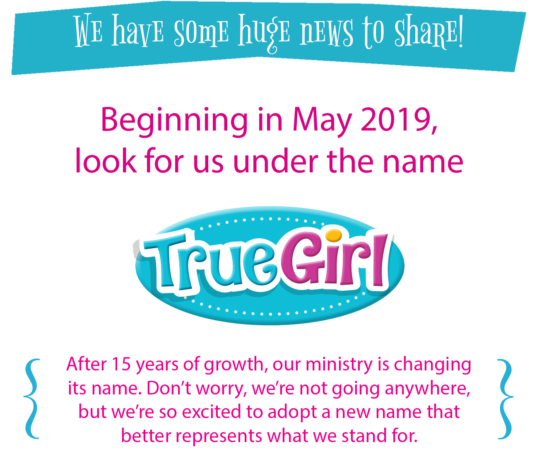 We have some huge news to share!
Beginning in May 2019,
look for us under the name
TrueGirl
After 15 years of growth, our ministry is changing
its name. Don't worry, we're not going anywhere,
but we're so excited to adopt a new name that
better represents what we stand for.